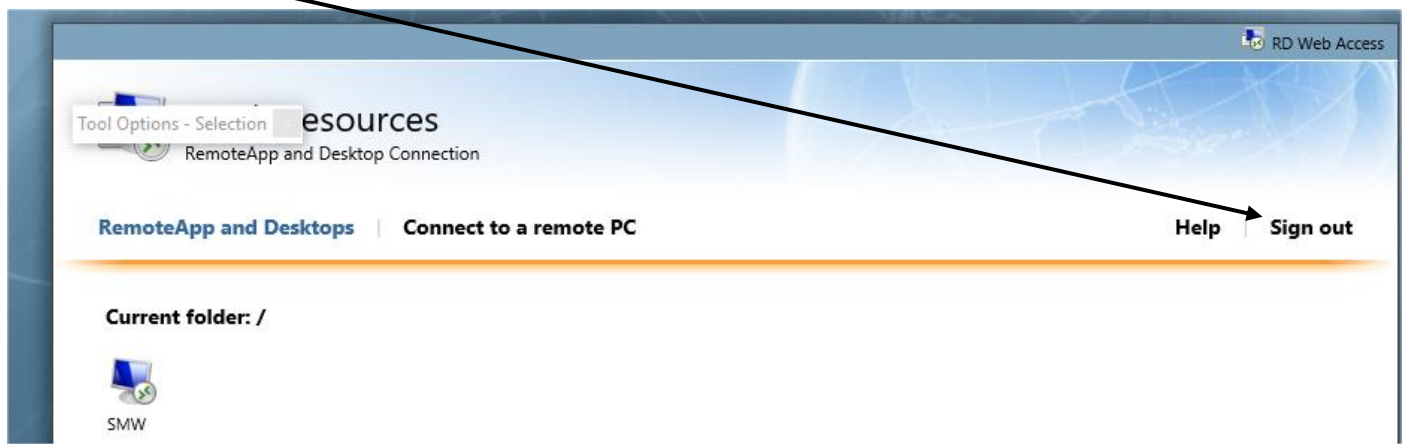 RD Web Access
Tool Options - Selection
esources
RemoteApp and Desktop Connection
RemoteApp and Desktops | Connect to a remote PC
Help | Sign out
Current folder: /
SMW